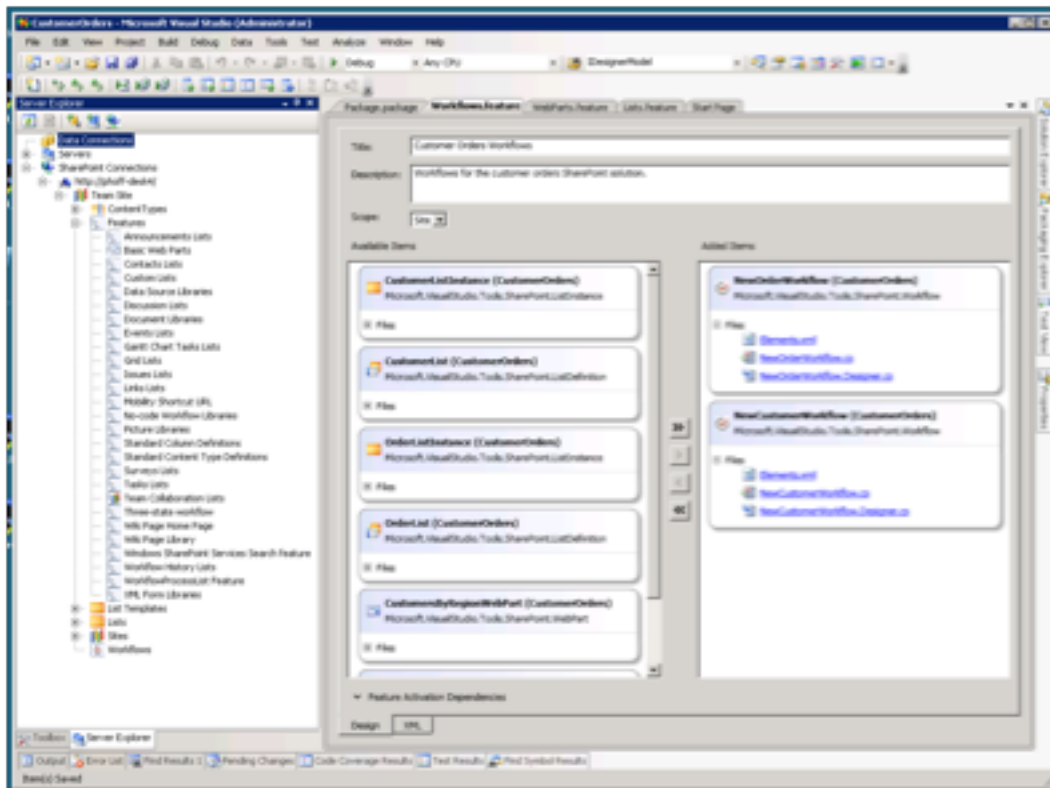 CustomerOrders - Microsoft Visual Studio (Administrator)
File Edit View Project Build Debug Data Tools Test Analyze Window Help
Debug Any CPU IDesignerModel
Server Explorer
Data Connections
Servers
SharePoint Connections
Team Site
ContentTypes
Features
Announcements Lists
Basic Web Parts
Contacts Lists
Custom Lists
Data Source Libraries
Discussion Lists
Document Libraries
Events Lists
Gantt Chart Tasks Lists
Grid Lists
Issues Lists
Links Lists
Mobility Shortcut URL
No-code Workflow Libraries
Picture Libraries
Standard Column Definitions
Standard Content Type Definitions
Surveys Lists
Tasks Lists
Team Collaboration Lists
Three-state workflow
Wiki Page Home Page
Wiki Page Library
Windows SharePoint Services Search Feature
Workflow History Lists
WorkflowProcessList Feature
XML Form Libraries
List Templates
Lists
Sites
Workflows
Toolbox Server Explorer
Package.package Workflows.feature WebParts.feature Lists.feature Start Page
Title: Customer Orders Workflows
Description: Workflows for the customer orders SharePoint solution.
Scope: Site
Available Items
CustomerListInstance (CustomerOrders)
Microsoft.VisualStudio.Tools.SharePoint.ListInstance
Files
CustomerList (CustomerOrders)
Microsoft.VisualStudio.Tools.SharePoint.ListDefinition
Files
OrderListInstance (CustomerOrders)
Microsoft.VisualStudio.Tools.SharePoint.ListInstance
Files
OrderList (CustomerOrders)
Microsoft.VisualStudio.Tools.SharePoint.ListDefinition
Files
CustomersByRegionWebPart (CustomerOrders)
Microsoft.VisualStudio.Tools.SharePoint.WebPart
Files
Added Items
NewOrderWorkflow (CustomerOrders)
Microsoft.VisualStudio.Tools.SharePoint.Workflow
Files
Elements.xml
NewOrderWorkflow.cs
NewOrderWorkflow.Designer.cs
NewCustomerWorkflow (CustomerOrders)
Microsoft.VisualStudio.Tools.SharePoint.Workflow
Files
Elements.xml
NewCustomerWorkflow.cs
NewCustomerWorkflow.Designer.cs
Feature Activation Dependencies
Design XML
Solution Explorer
Packaging Explorer
Test View
Properties
Output Error List Find Results 1 Pending Changes Code Coverage Results Test Results Find Symbol Results
Item(s) Saved